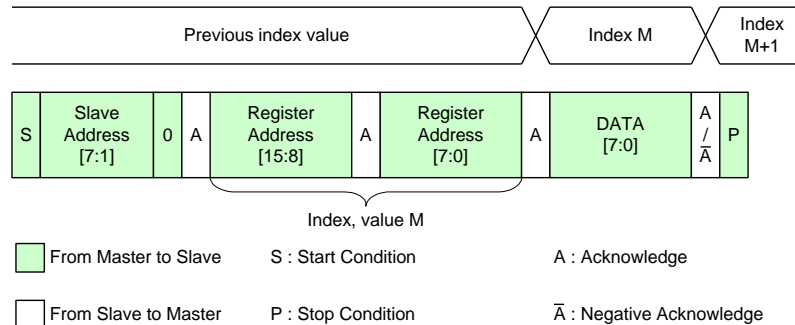 Previous index value
Index M
Index
M+1
S
Slave
Address
[7:1]
0
A
Register
Address
[15:8]
A
Register
Address
[7:0]
A
DATA
[7:0]
A
/
A̅
P
Index, value M
From Master to Slave
S : Start Condition
A : Acknowledge
From Slave to Master
P : Stop Condition
A̅ : Negative Acknowledge